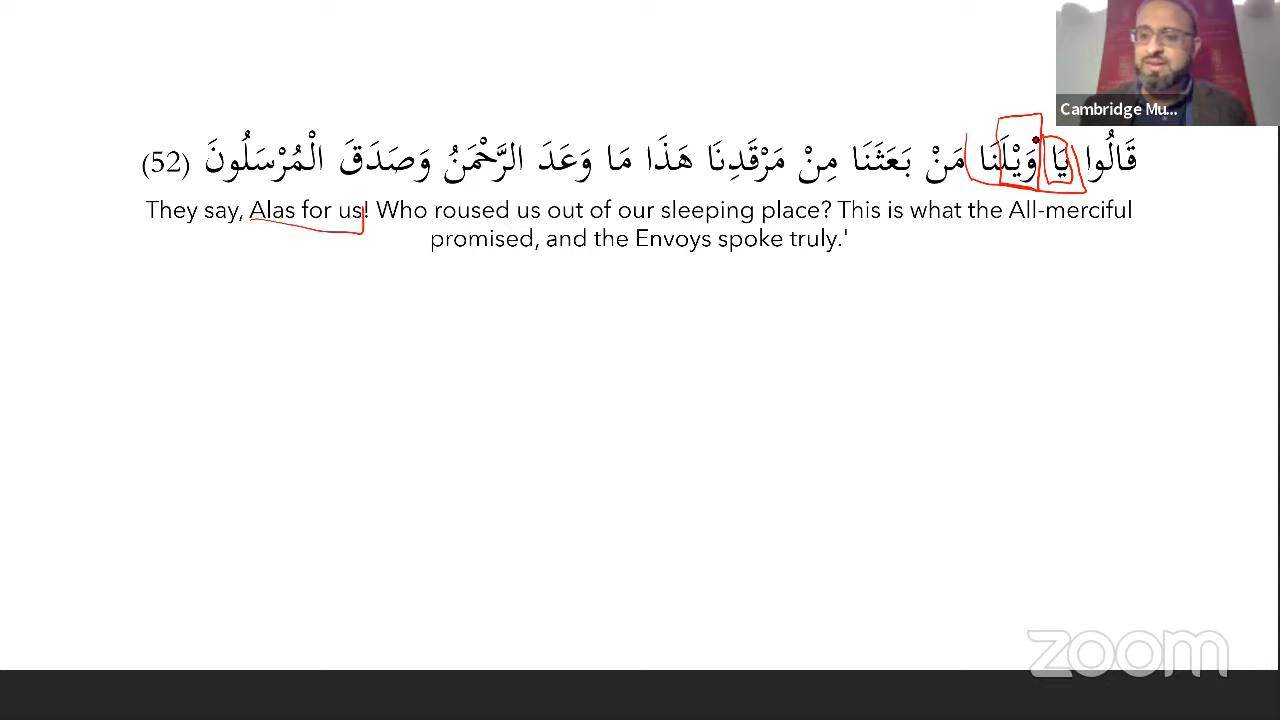 Cambridge Mu...
قَالُوا يَا وَيْلَنَا مَنْ بَعَثَنَا مِنْ مَرْقَدِنَا هَذَا مَا وَعَدَ الرَّحْمَنُ وَصَدَقَ الْمُرْسَلُونَ (52)
They say, Alas for us! Who roused us out of our sleeping place? This is what the All-merciful
promised, and the Envoys spoke truly.'
zoom